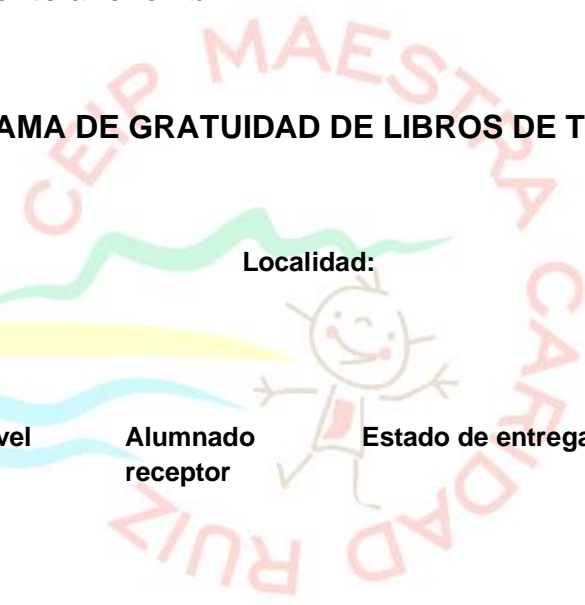 CEIP MAESTRA CARIDAD RUIZ
AMA DE GRATUIDAD DE LIBROS DE T
Localidad:
vel Alumnado Estado de entrega
receptor